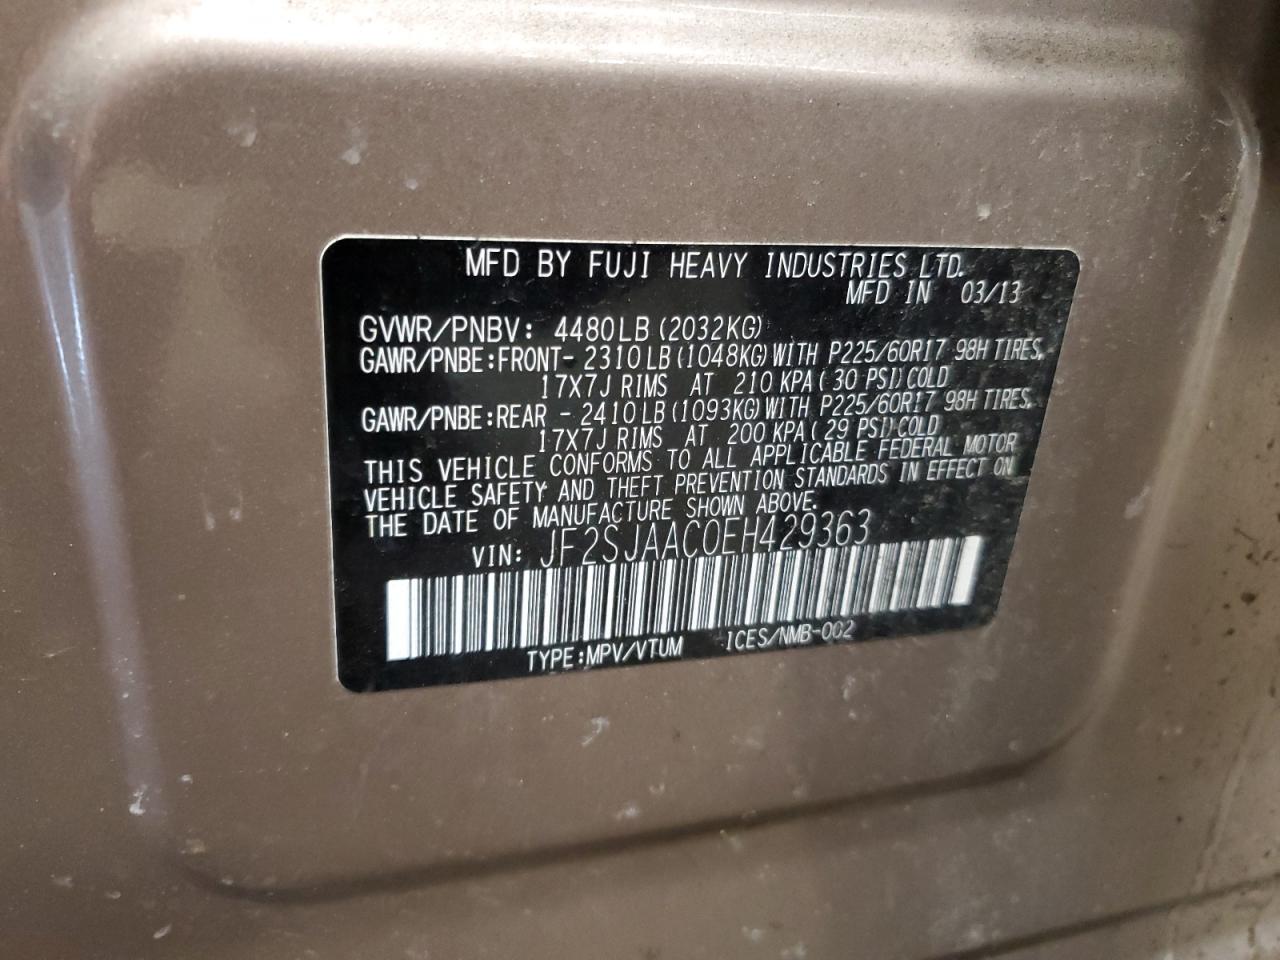 MFD BY FUJI HEAVY INDUSTRIES LTD.
MFD IN 03/13
GVWR/PNBV: 4480LB (2032KG)
GAWR/PNBE:FRONT- 2310LB(1048KG)WITH P225/60R17 98H TIRES,
17X7J RIMS AT 210 KPA(30 PSI)COLD
GAWR/PNBE:REAR - 2410LB(1093KG)WITH P225/60R17 98H TIRES,
17X7J RIMS AT 200 KPA(29 PSI)COLD
THIS VEHICLE CONFORMS TO ALL APPLICABLE FEDERAL MOTOR
VEHICLE SAFETY AND THEFT PREVENTION STANDARDS IN EFFECT ON
THE DATE OF MANUFACTURE SHOWN ABOVE.
VIN: JF2SJAAC0EH429363
TYPE:MPV/VTUM ICES/NMB-002